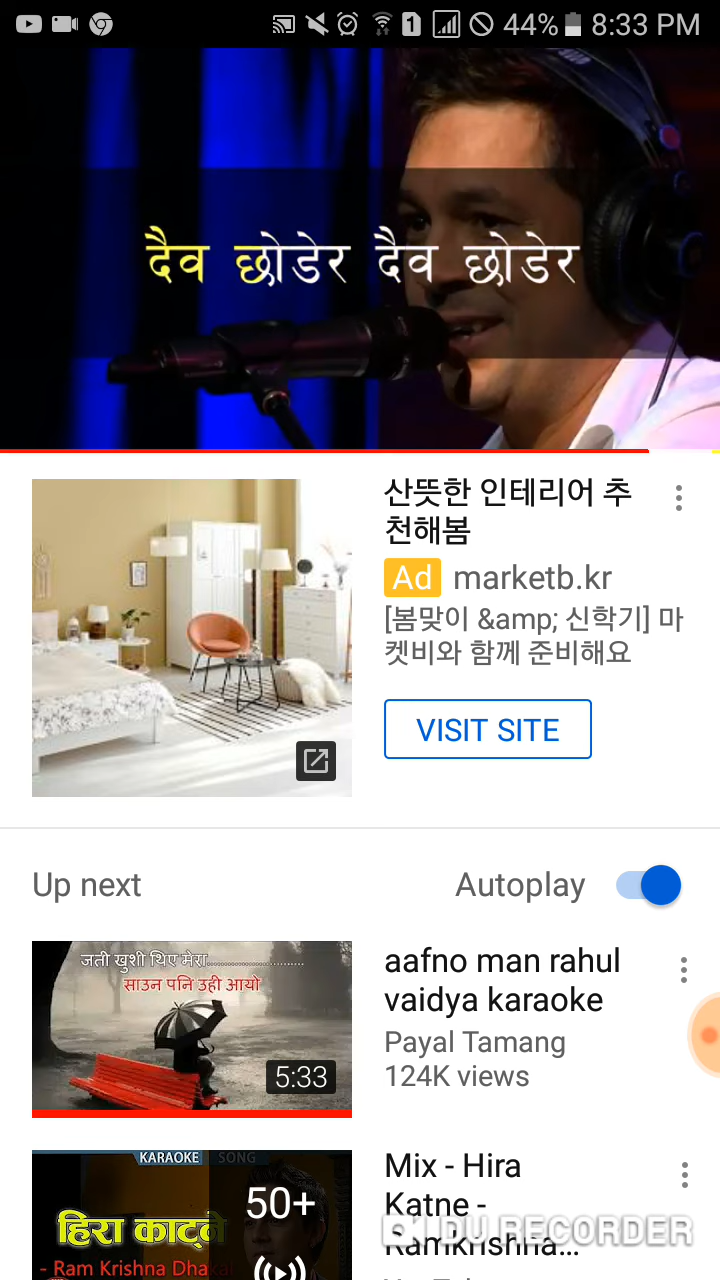 1
44%
8:33 PM
दैव छोडेर दैव छोडेर
산뜻한 인테리어 추
천해봄
Ad marketb.kr
[봄맞이 &amp; 신학기] 마
켓비와 함께 준비해요
VISIT SITE
Up next
Autoplay
जती खुशी थिए मेरा..............................
साउन पनि उही आयो
5:33
aafno man rahul
vaidya karaoke
Payal Tamang
124K views
KARAOKE SONG
हिरा काट्ने
- Ram Krishna Dhakal
50+
Mix - Hira
Katne -
Ramkrishna...
DU RECORDER